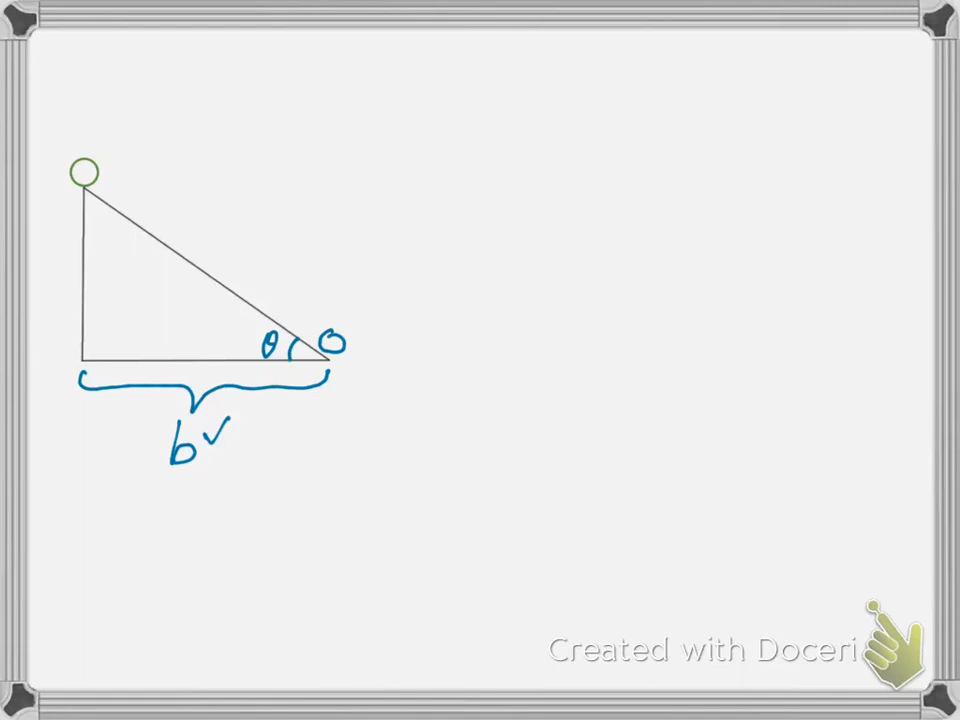 θ
b ✓
Created with Doceri